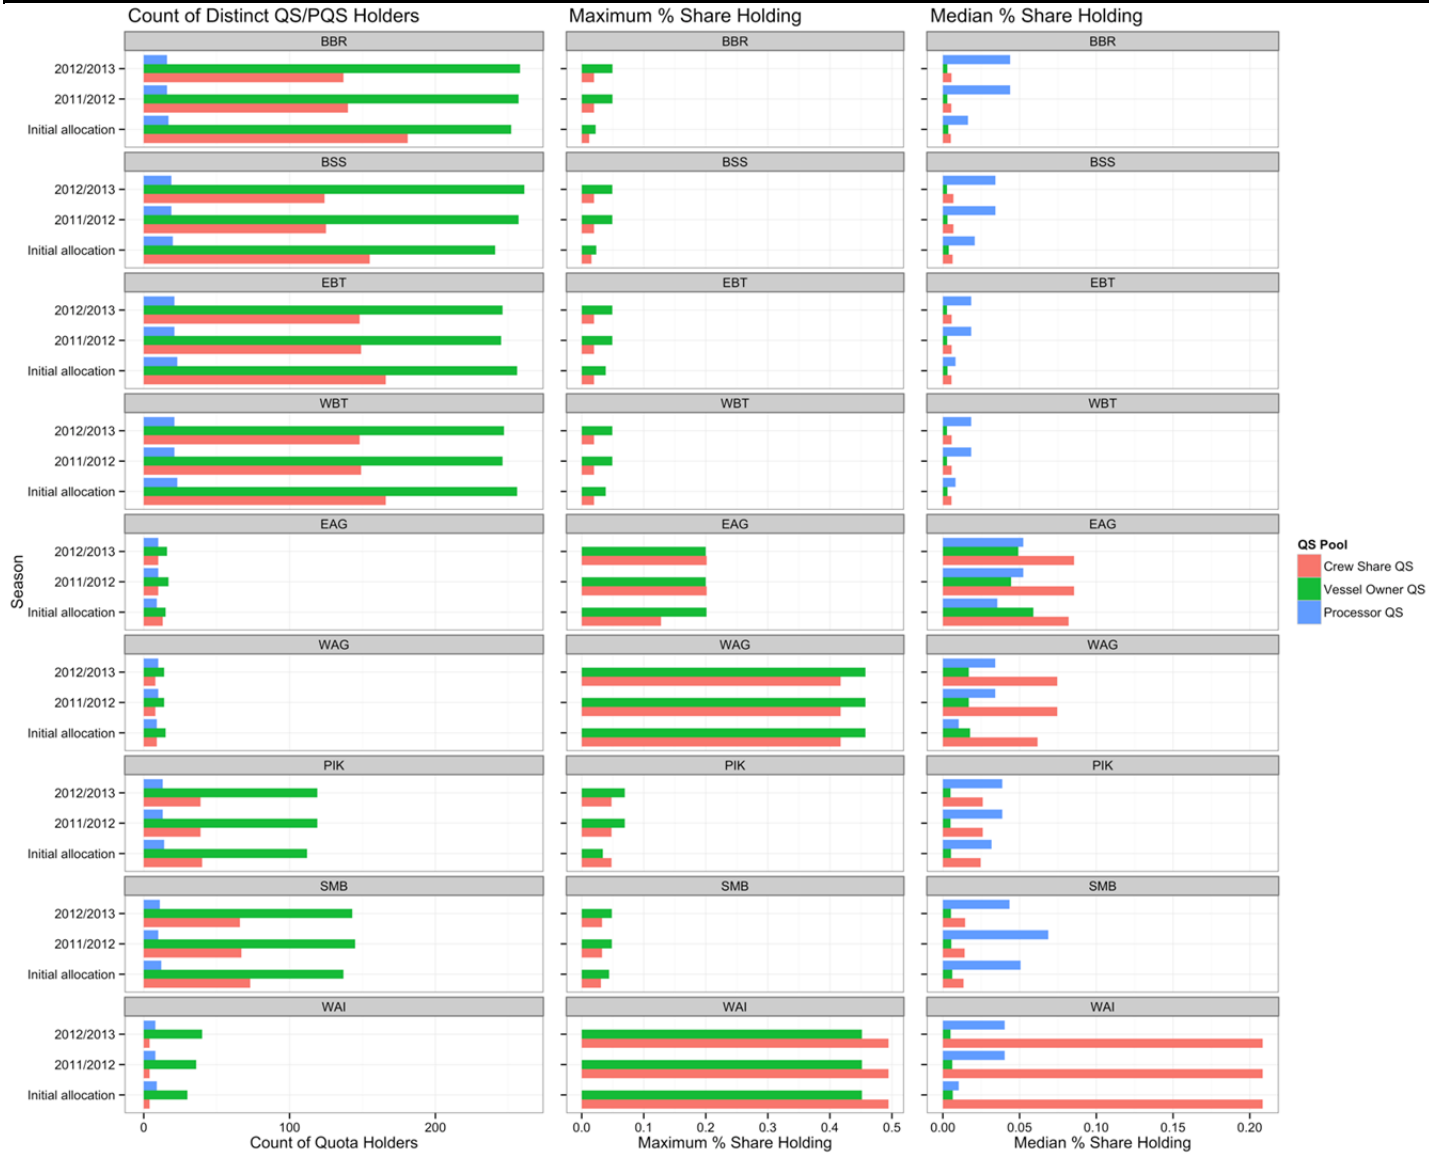 Count of Distinct QS/PQS Holders
Maximum % Share Holding
Median % Share Holding
BBR
BBR
BBR
2012/2013
2011/2012
Initial allocation
BSS
BSS
BSS
2012/2013
2011/2012
Initial allocation
EBT
EBT
EBT
2012/2013
2011/2012
Initial allocation
WBT
WBT
WBT
2012/2013
2011/2012
Initial allocation
EAG
EAG
EAG
2012/2013
2011/2012
Initial allocation
Season
QS Pool
Crew Share QS
Vessel Owner QS
Processor QS
WAG
WAG
WAG
2012/2013
2011/2012
Initial allocation
PIK
PIK
PIK
2012/2013
2011/2012
Initial allocation
SMB
SMB
SMB
2012/2013
2011/2012
Initial allocation
WAI
WAI
WAI
2012/2013
2011/2012
Initial allocation
0 100 200
0.0 0.1 0.2 0.3 0.4 0.5
0.00 0.05 0.10 0.15 0.20
Count of Quota Holders
Maximum % Share Holding
Median % Share Holding